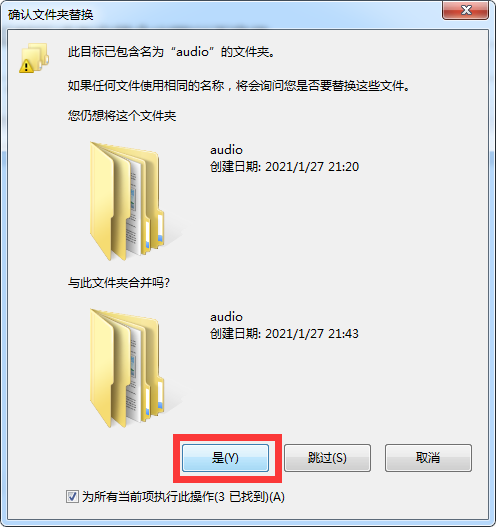 确认文件夹替换
此目标已包含名为“audio”的文件夹。
如果任何文件使用相同的名称，将会询问您是否要替换这些文件。
您仍想将这个文件夹
audio
创建日期: 2021/1/27 21:20
与此文件夹合并吗?
audio
创建日期: 2021/1/27 21:43
是(Y)
跳过(S)
取消
为所有当前项执行此操作(3 已找到)(A)